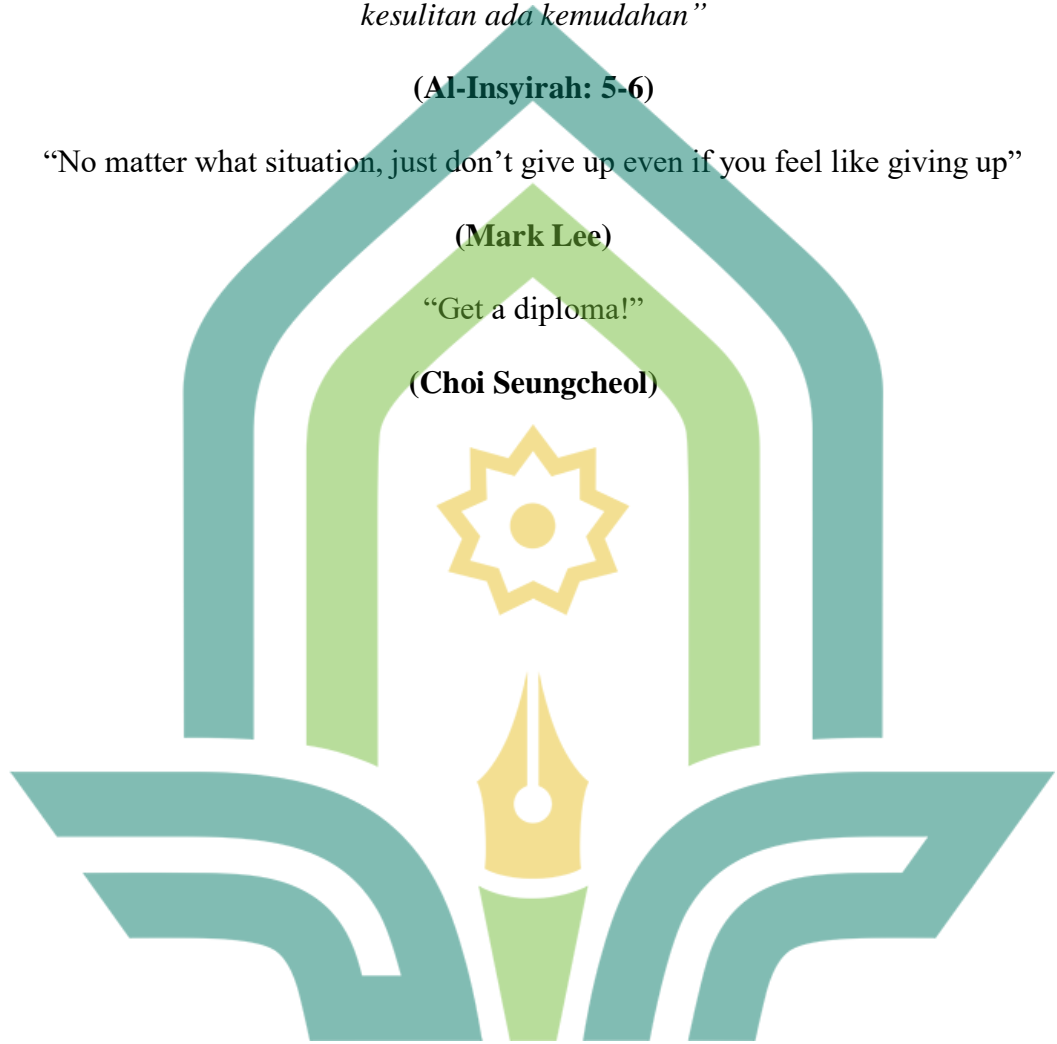 kesulitan ada kemudahan”
(Al-Insyirah: 5-6)
“No matter what situation, just don’t give up even if you feel like giving up”
(Mark Lee)
“Get a diploma!”
(Choi Seungcheol)